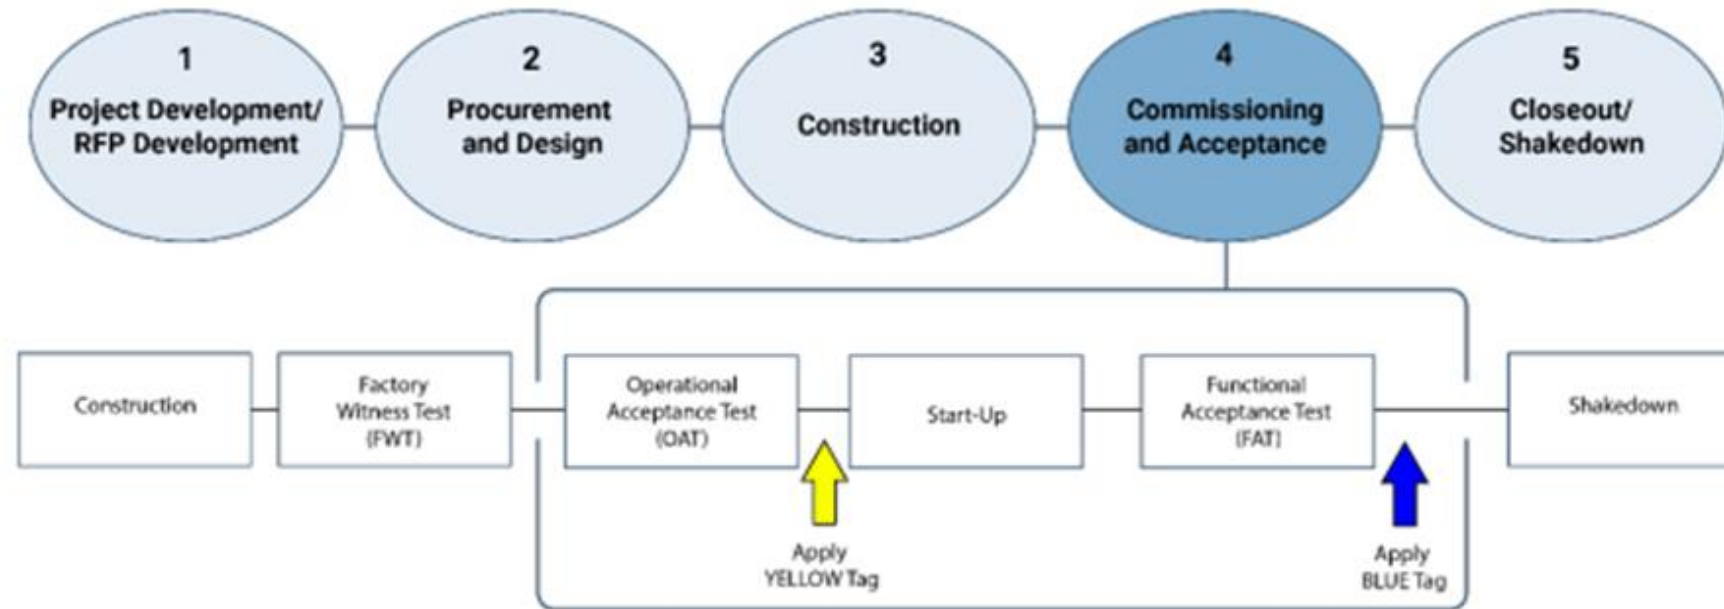 1
Project Development/
RFP Development
2
Procurement
and Design
3
Construction
4
Commissioning
and Acceptance
5
Closeout/
Shakedown
Construction
Factory
Witness Test
(FWT)
Operational
Acceptance Test
(OAT)
Start-Up
Functional
Acceptance Test
(FAT)
Shakedown
Apply
YELLOW Tag
Apply
BLUE Tag